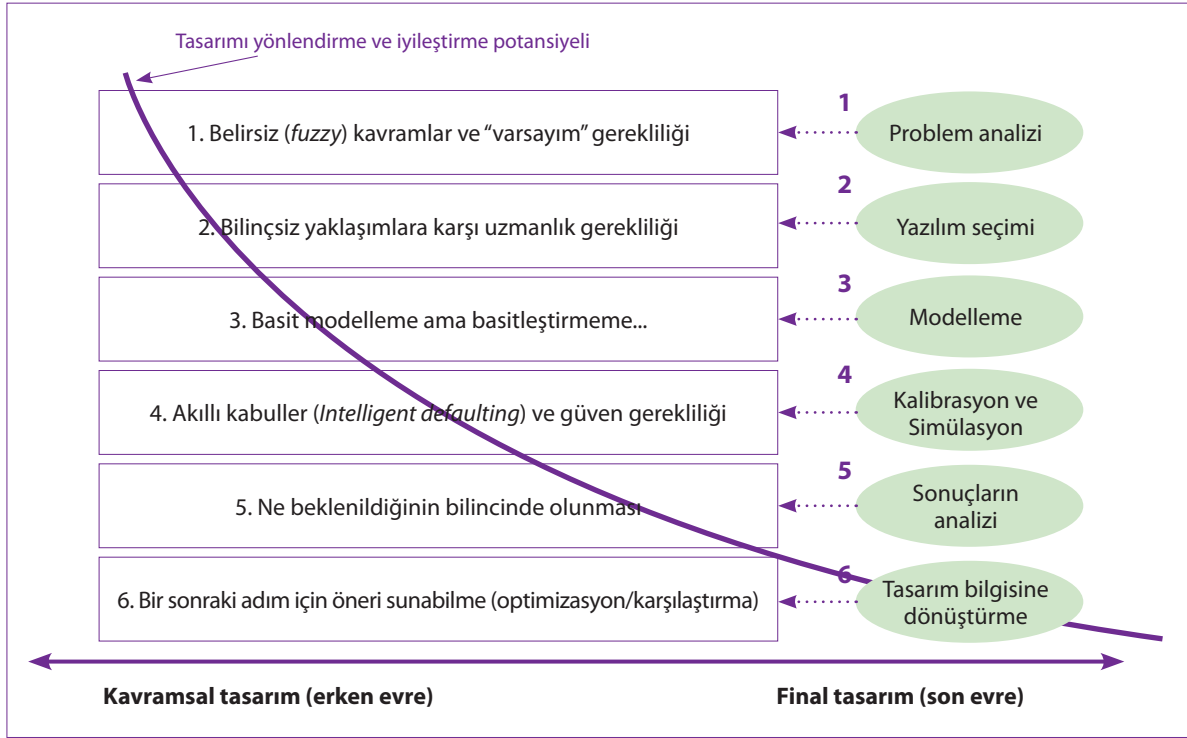 Tasarımı yönlendirme ve iyileştirme potansiyeli
1. Belirsiz (fuzzy) kavramlar ve “varsayım” gerekliliği
1
Problem analizi
2. Bilinçsiz yaklaşımlara karşı uzmanlık gerekliliği
2
Yazılım seçimi
3. Basit modelleme ama basitleştirmeme...
3
Modelleme
4. Akıllı kabuller (Intelligent defaulting) ve güven gerekliliği
4
Kalibrasyon ve
Simülasyon
5. Ne beklenildiğinin bilincinde olunması
5
Sonuçların
analizi
6. Bir sonraki adım için öneri sunabilme (optimizasyon/karşılaştırma)
6
Tasarım bilgisine
dönüştürme
Kavramsal tasarım (erken evre)
Final tasarım (son evre)